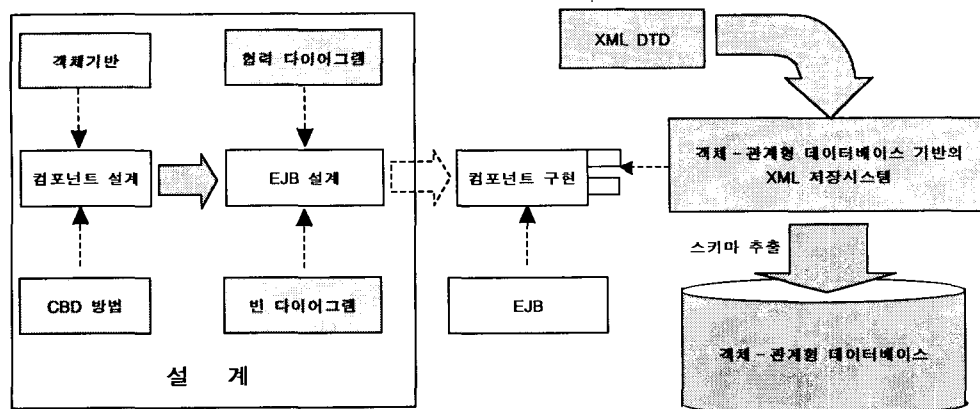 객체기반
협력 다이어그램
XML DTD
컴포넌트 설계
EJB 설계
컴포넌트 구현
객체 - 관계형 데이터베이스 기반의
XML 저장시스템
스키마 추출
CBD 방법
빈 다이어그램
EJB
객체 - 관계형 데이터베이스
설 계